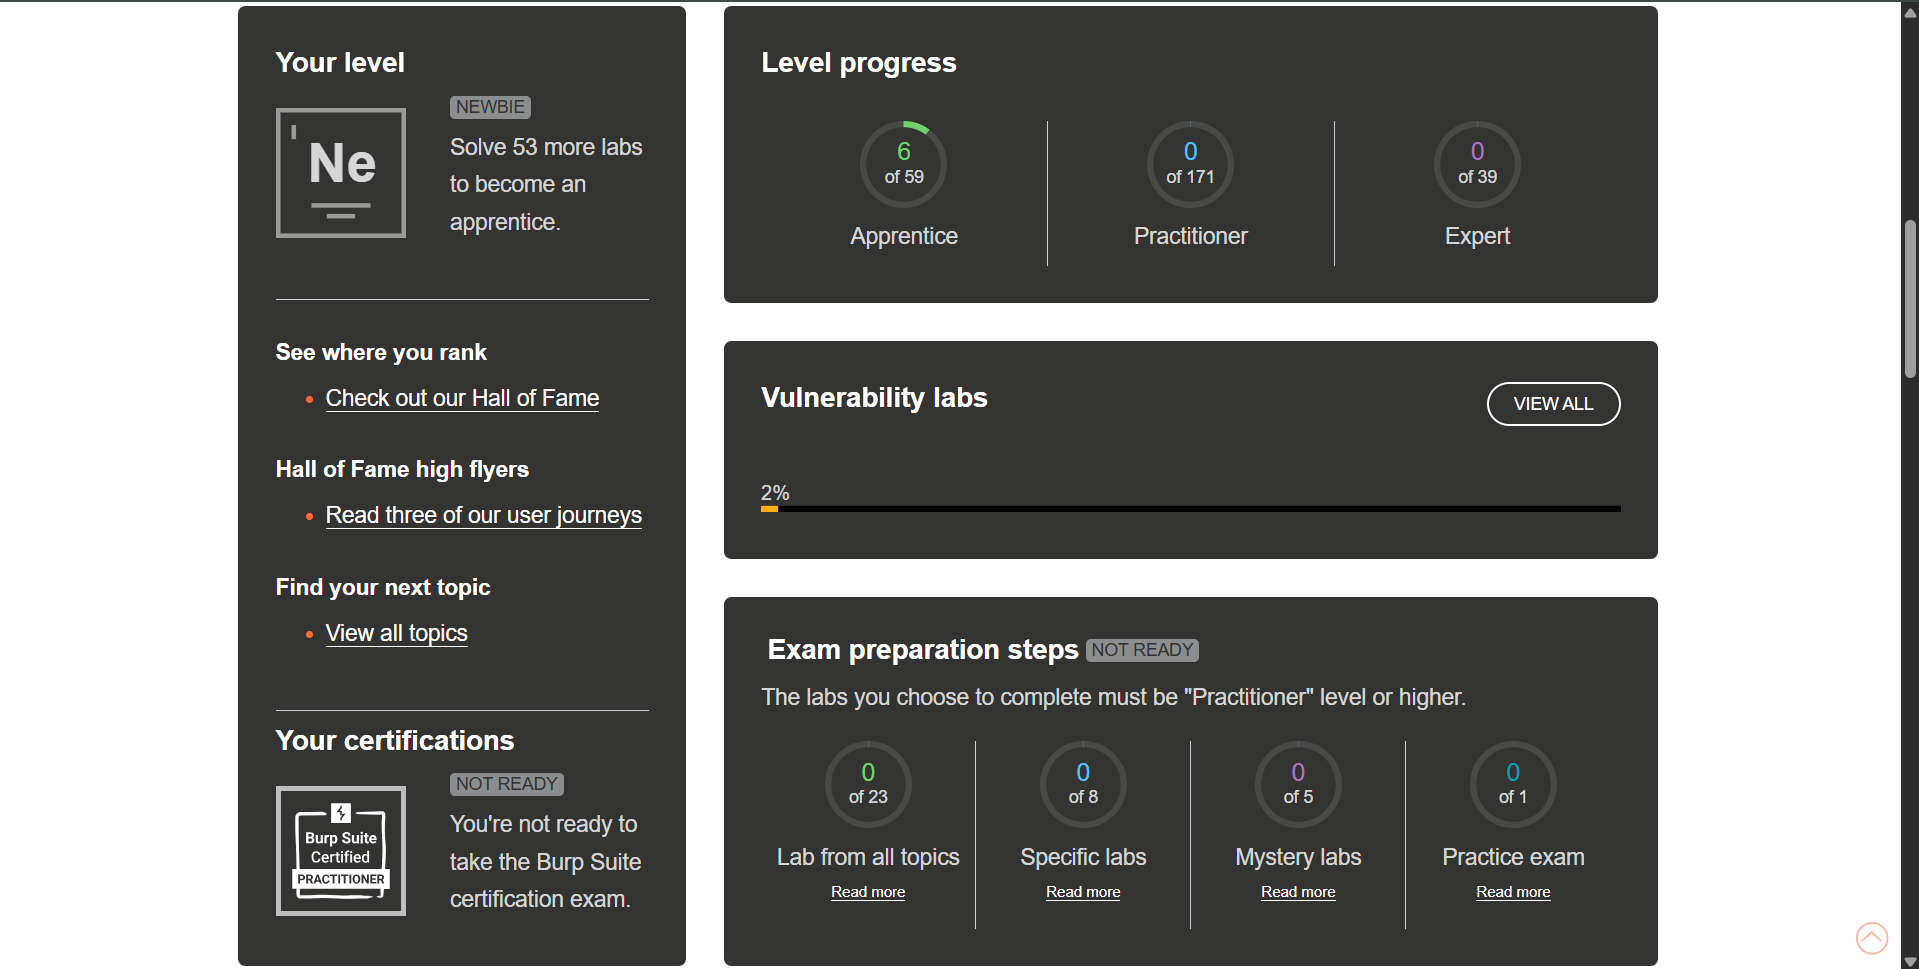 Your level
Ne
NEWBIE
Solve 53 more labs
to become an
apprentice.
See where you rank
Check out our Hall of Fame
Hall of Fame high flyers
Read three of our user journeys
Find your next topic
View all topics
Your certifications
Burp Suite
Certified
PRACTITIONER
NOT READY
You're not ready to
take the Burp Suite
certification exam.
Level progress
6
of 59
Apprentice
0
of 171
Practitioner
0
of 39
Expert
Vulnerability labs
VIEW ALL
2%
Exam preparation steps NOT READY
The labs you choose to complete must be "Practitioner" level or higher.
0
of 23
Lab from all topics
Read more
0
of 8
Specific labs
Read more
0
of 5
Mystery labs
Read more
0
of 1
Practice exam
Read more